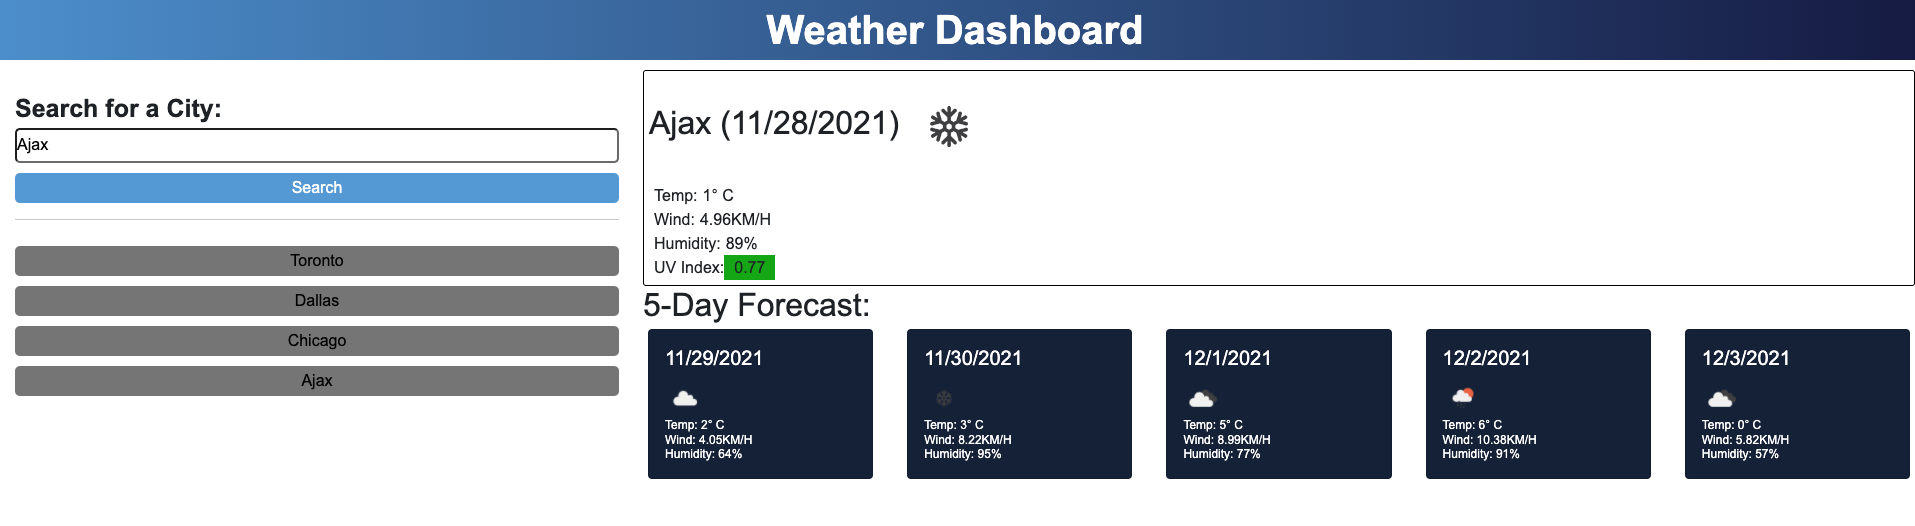 Weather Dashboard
Search for a City:
Ajax
Search
Toronto
Dallas
Chicago
Ajax
Ajax (11/28/2021)
Temp: 1° C
Wind: 4.96KM/H
Humidity: 89%
UV Index: 0.77
5-Day Forecast:
11/29/2021
Temp: 2° C
Wind: 4.05KM/H
Humidity: 64%
11/30/2021
Temp: 3° C
Wind: 8.22KM/H
Humidity: 95%
12/1/2021
Temp: 5° C
Wind: 8.99KM/H
Humidity: 77%
12/2/2021
Temp: 6° C
Wind: 10.38KM/H
Humidity: 91%
12/3/2021
Temp: 0° C
Wind: 5.82KM/H
Humidity: 57%